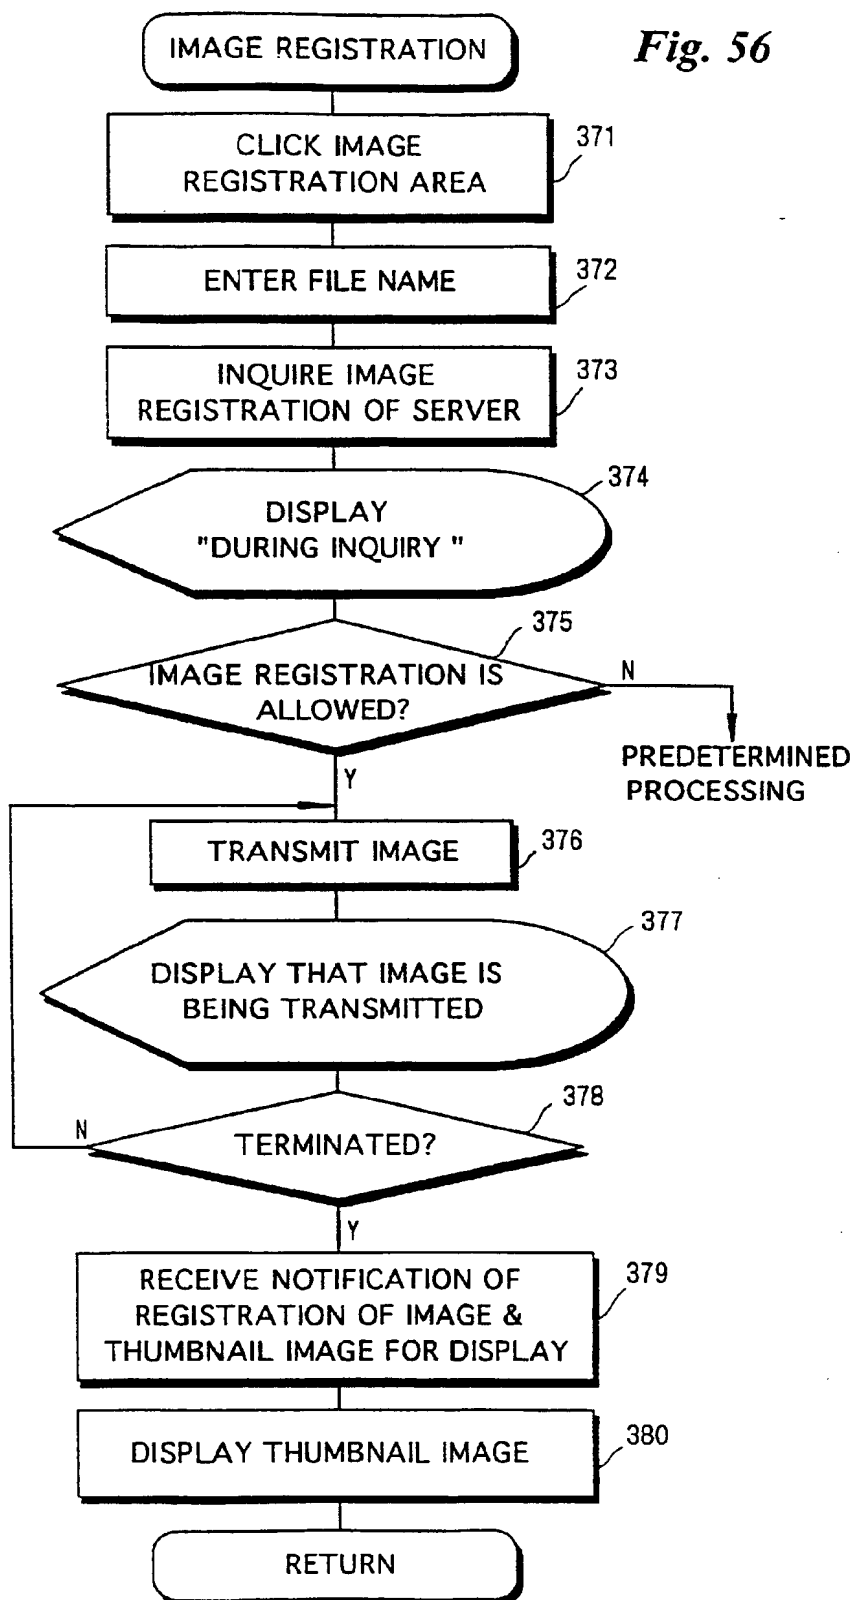 IMAGE REGISTRATION
Fig. 56
CLICK IMAGE
REGISTRATION AREA
371
ENTER FILE NAME
372
INQUIRE IMAGE
REGISTRATION OF SERVER
373
DISPLAY
"DURING INQUIRY "
374
375
IMAGE REGISTRATION IS
ALLOWED?
N
PREDETERMINED
PROCESSING
Y
TRANSMIT IMAGE
376
DISPLAY THAT IMAGE IS
BEING TRANSMITTED
377
378
TERMINATED?
N
Y
RECEIVE NOTIFICATION OF
REGISTRATION OF IMAGE &
THUMBNAIL IMAGE FOR DISPLAY
379
DISPLAY THUMBNAIL IMAGE
380
RETURN